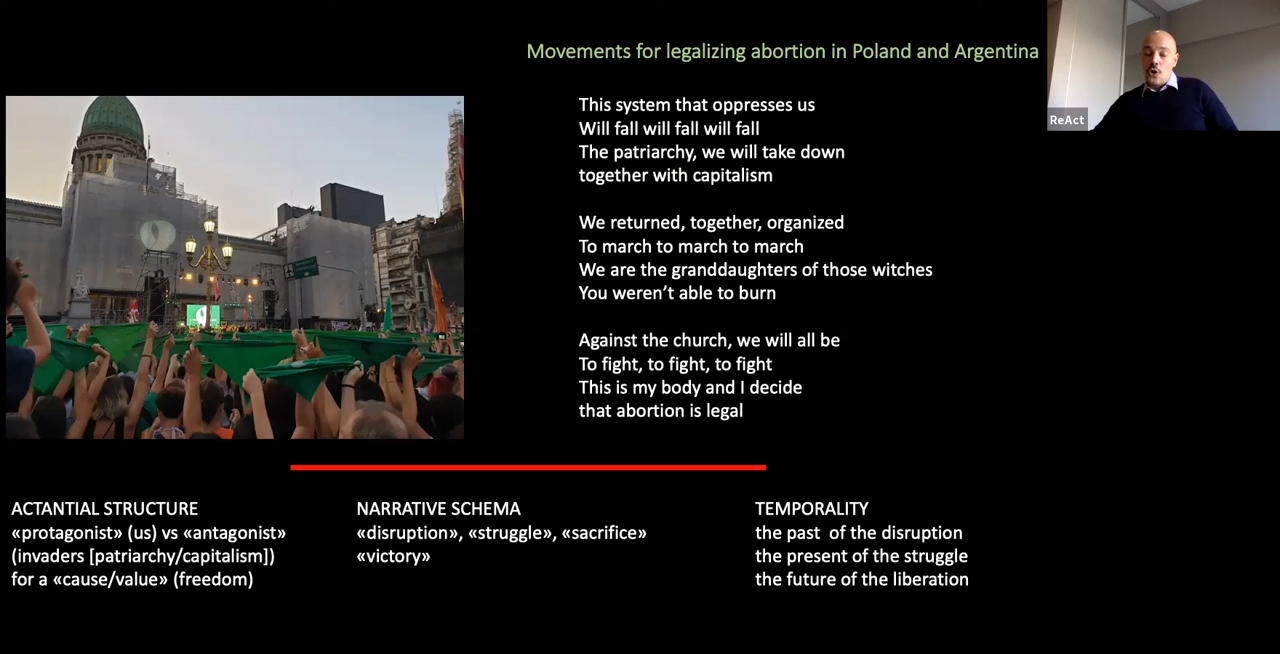 Movements for legalizing abortion in Poland and Argentina
ReAct
This system that oppresses us
Will fall will fall will fall
The patriarchy, we will take down
together with capitalism
We returned, together, organized
To march to march to march
We are the granddaughters of those witches
You weren't able to burn
Against the church, we will all be
To fight, to fight, to fight
This is my body and I decide
that abortion is legal
ACTANTIAL STRUCTURE
«protagonist» (us) vs «antagonist»
(invaders [patriarchy/capitalism])
for a «cause/value» (freedom)
NARRATIVE SCHEMA
«disruption», «struggle», «sacrifice»
«victory»
TEMPORALITY
the past  of the disruption
the present of the struggle
the future of the liberation